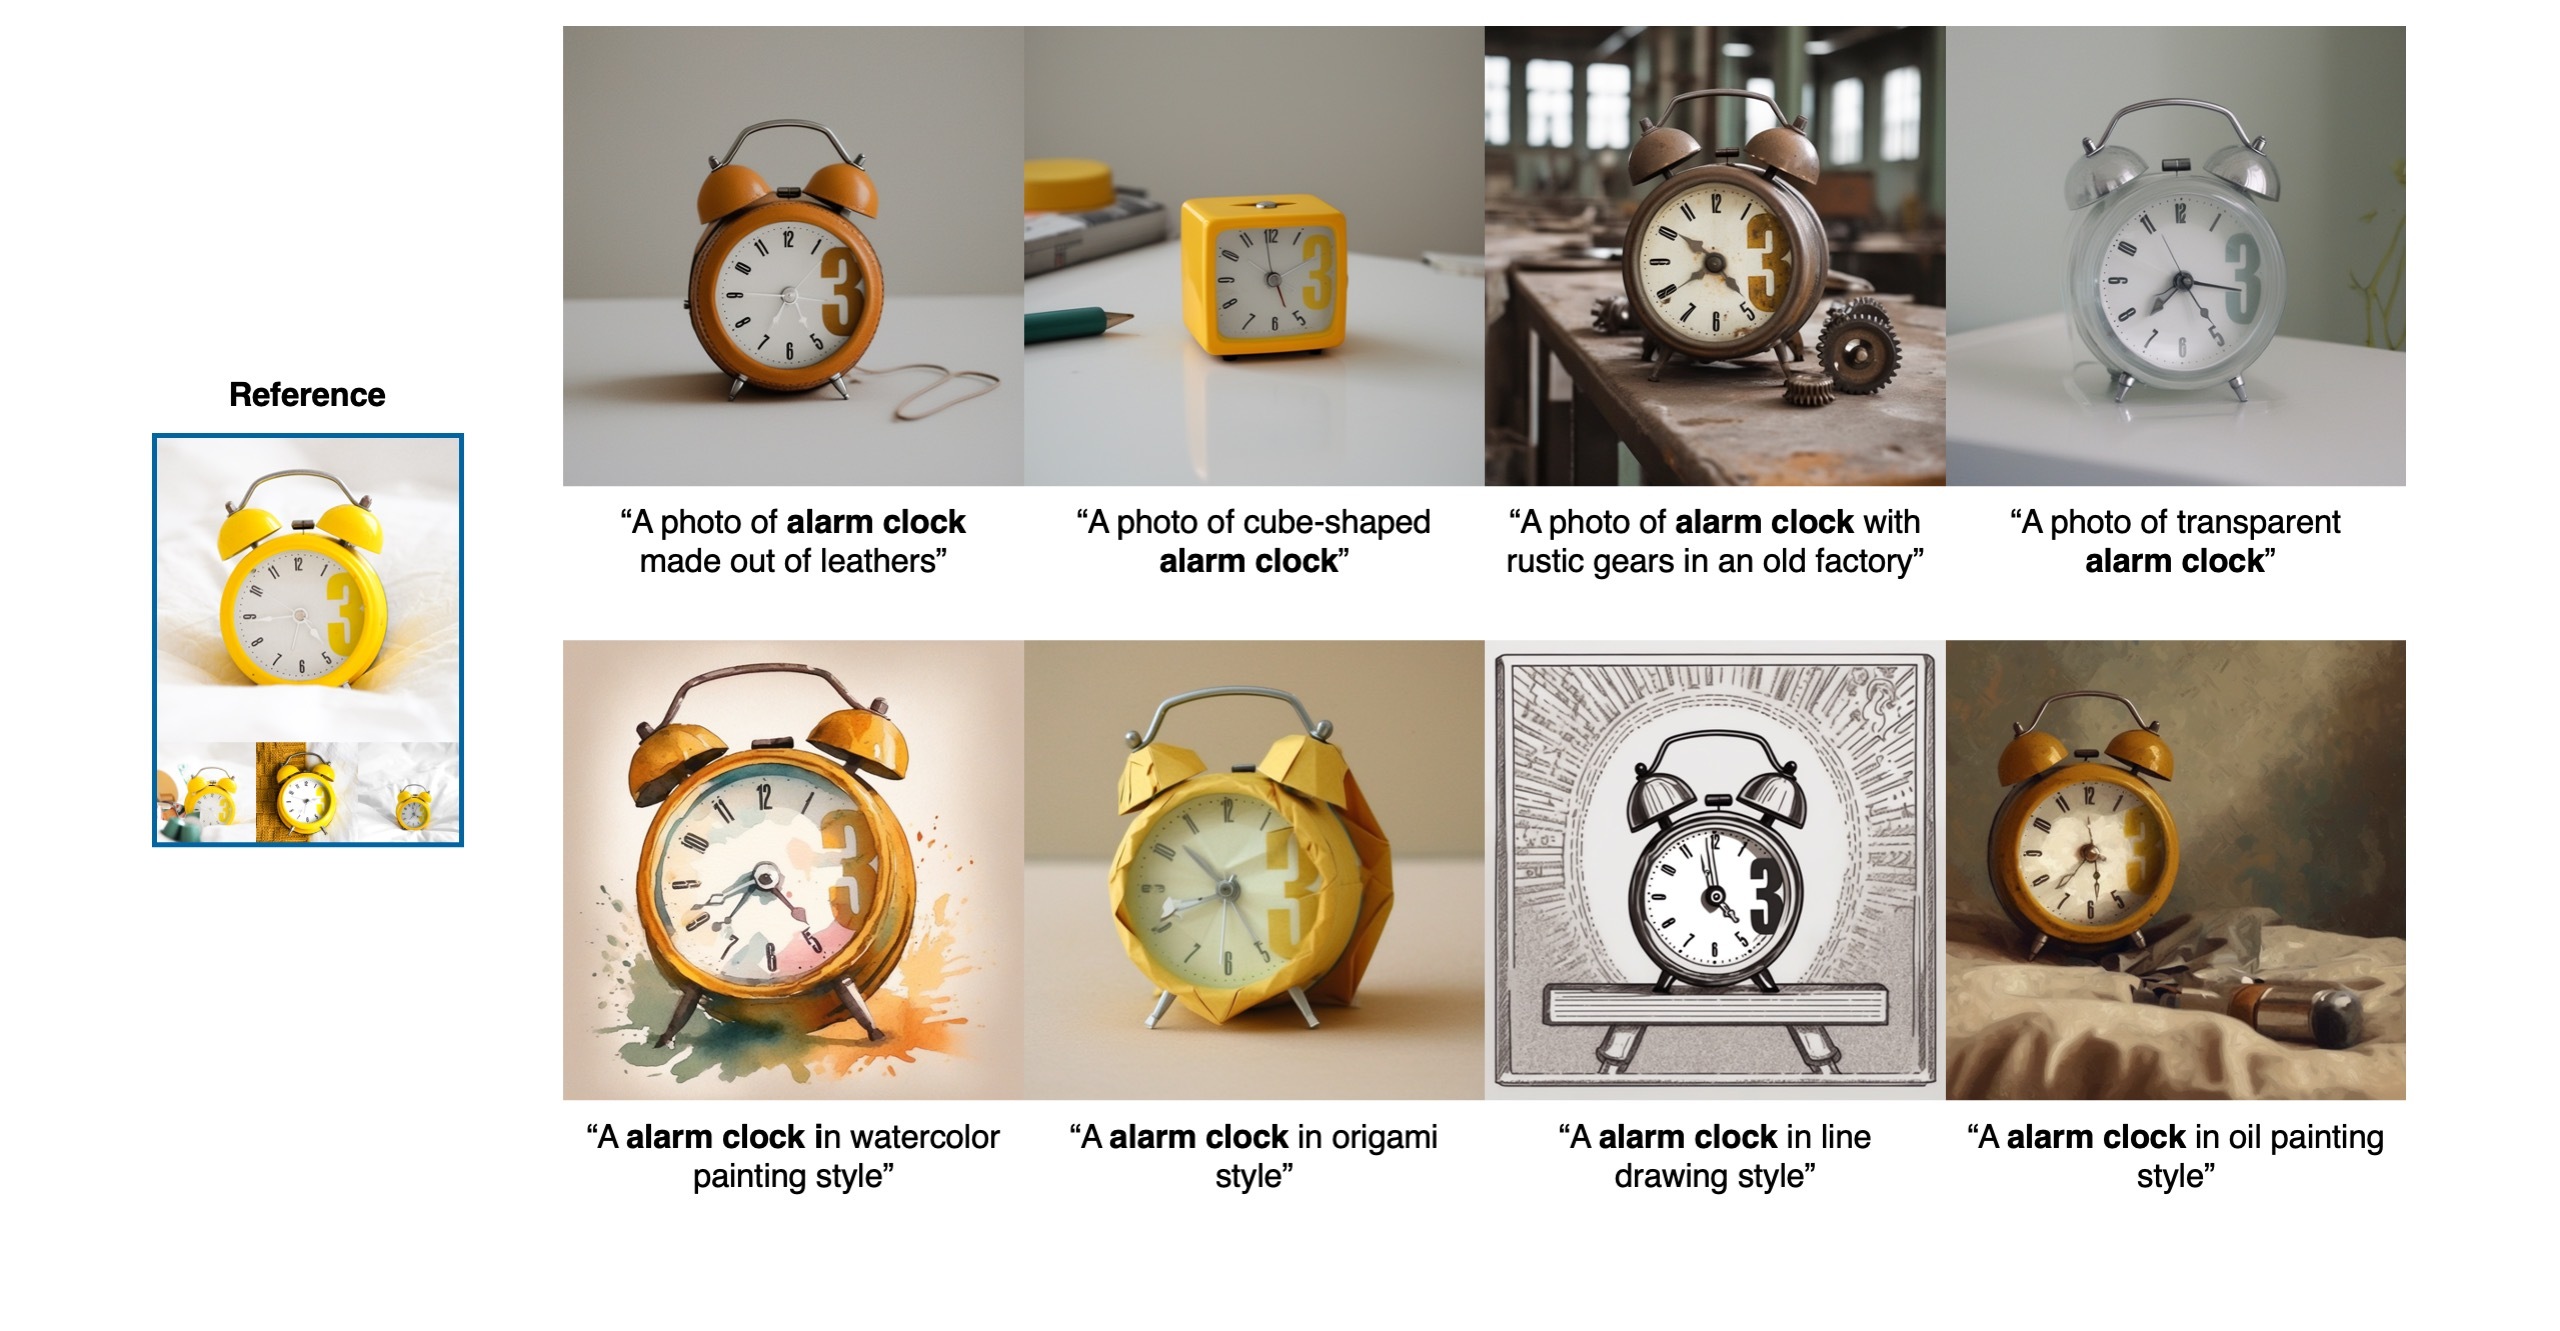 Reference
“A photo of alarm clock
made out of leathers”
“A photo of cube-shaped
alarm clock”
“A photo of alarm clock with
rustic gears in an old factory”
“A photo of transparent
alarm clock”
“A alarm clock in watercolor
painting style”
“A alarm clock in origami
style”
“A alarm clock in line
drawing style”
“A alarm clock in oil painting
style”